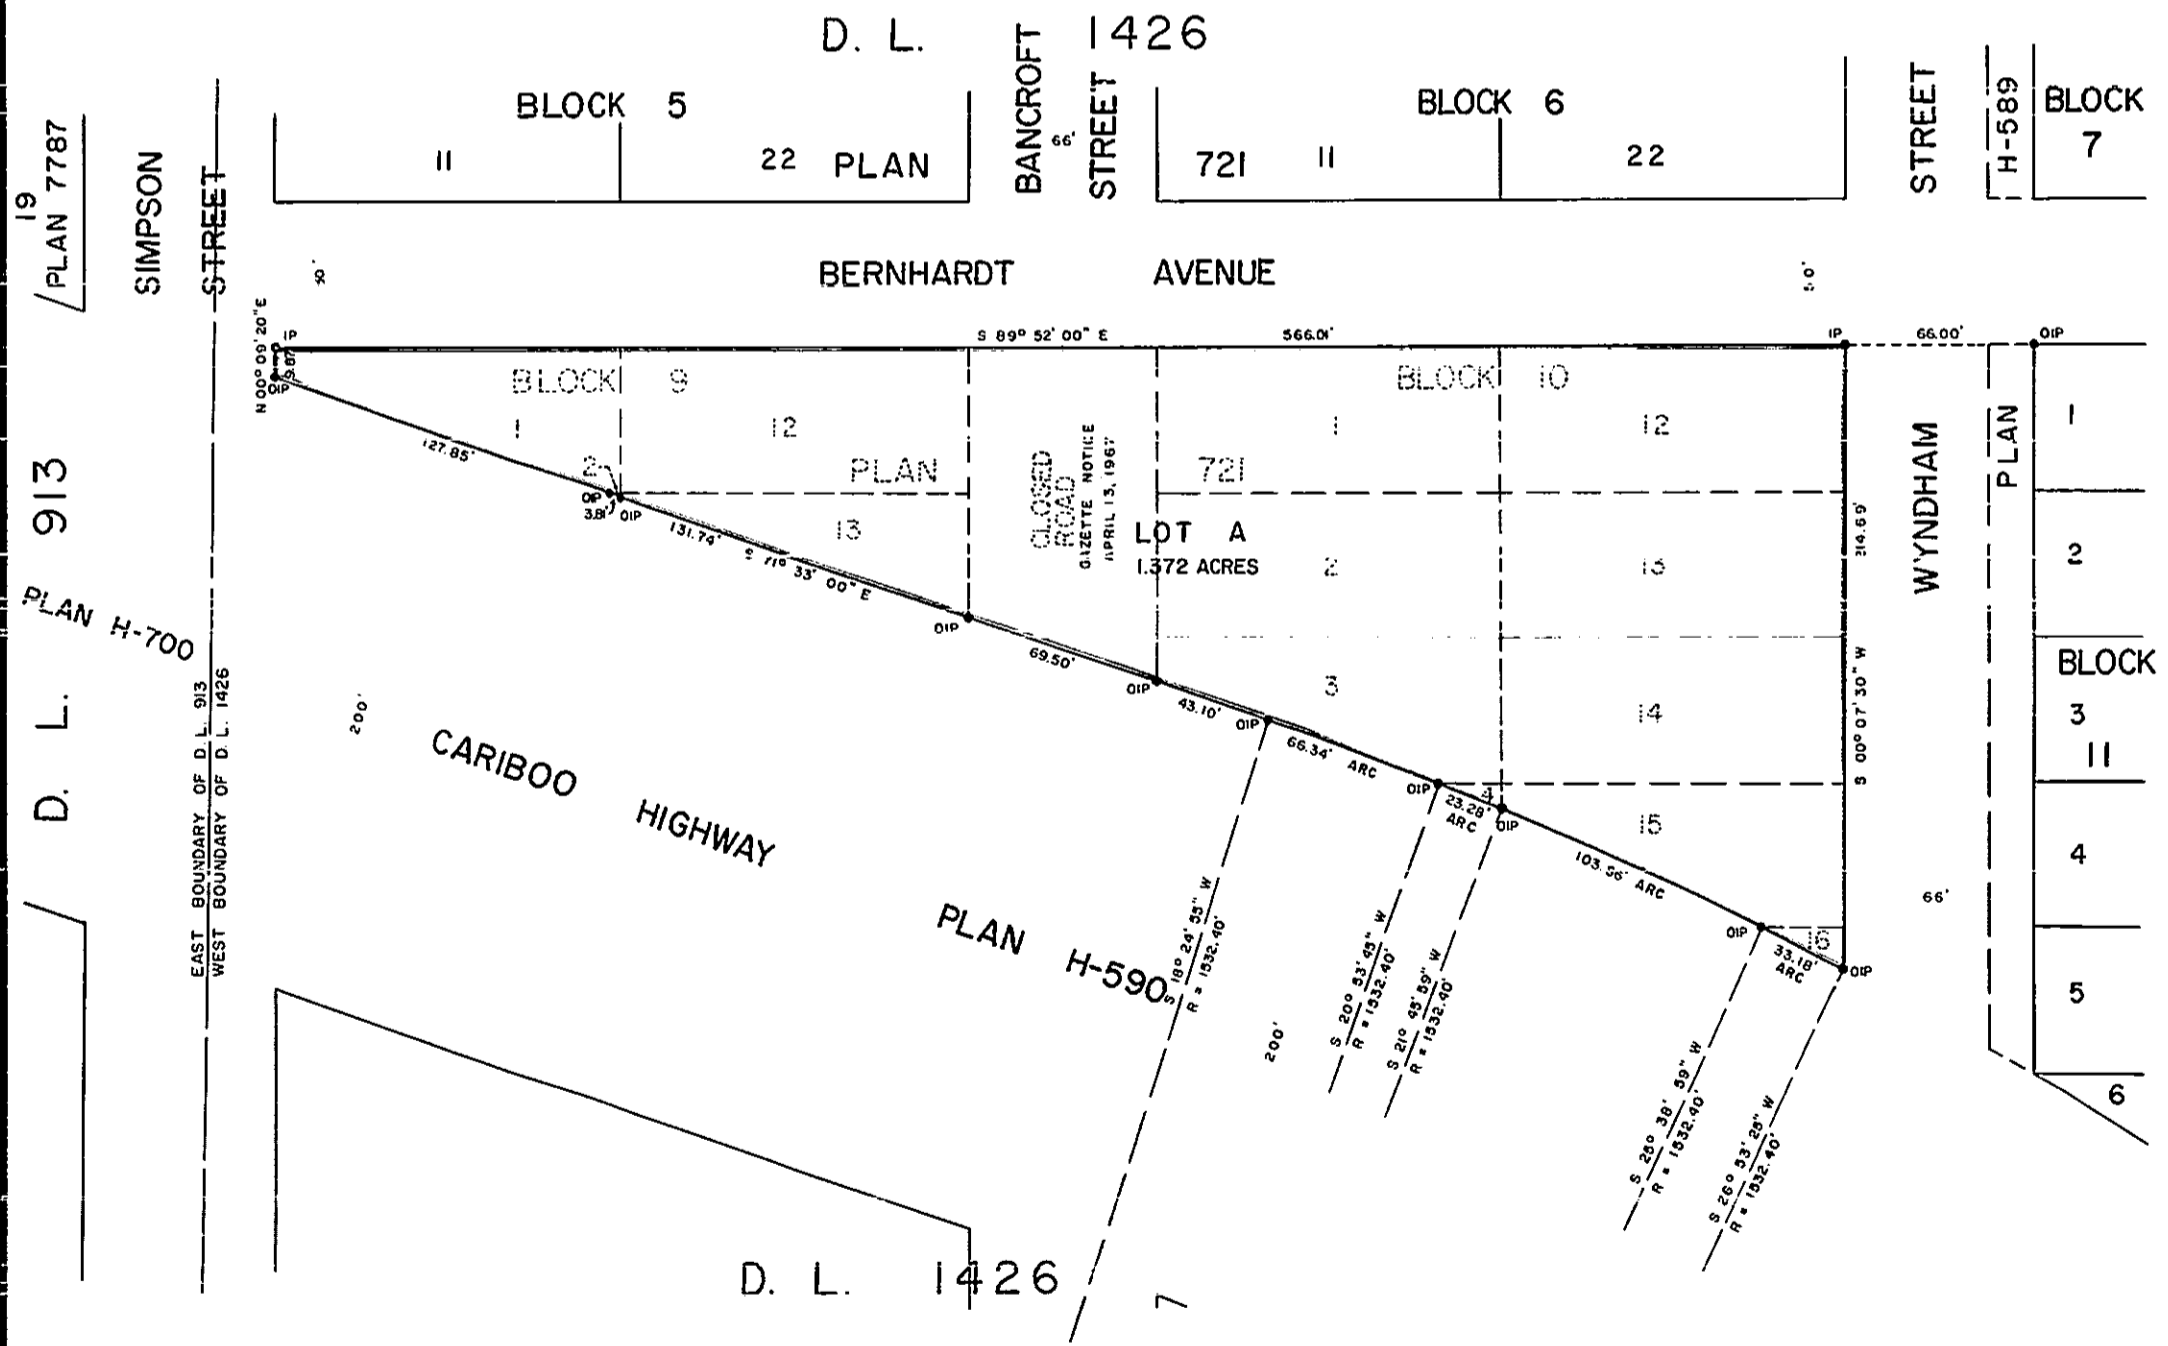 D. L. 1426
BANCROFT
STREET
66'
BLOCK 5
11
22 PLAN
BLOCK 6
721 11
22
STREET
H-589
BLOCK
7
19
PLAN 7787
SIMPSON
STREET
BERNHARDT AVENUE
50'
N 00° 09' 20" E
9.87'
IP
OIP
S 89° 52' 00" E
566.01'
IP
66.00'
OIP
BLOCK 9
1
12
PLAN
2
13
BLOCK 10
1
12
721
CLOSED
ROAD
GAZETTE NOTICE
APRIL 13, 1967
LOT A
1.372 ACRES
2
13
3
14
4
15
16
127.85'
OIP
3.81'
OIP
131.74'
S 71° 33' 00" E
OIP
69.50'
OIP
43.10'
OIP
66.34' ARC
OIP
23.28'
ARC
OIP
103.56' ARC
OIP
33.18'
ARC
OIP
214.69'
S 00° 07' 30" W
WYNDHAM
66'
PLAN
1
2
BLOCK
3
11
4
5
6
D. L. 913
PLAN H-700
EAST BOUNDARY OF D. L. 913
WEST BOUNDARY OF D. L. 1426
200'
CARIBOO HIGHWAY
PLAN H-590
200'
S 18° 24' 55" W
R = 1532.40'
S 20° 53' 45" W
R = 1532.40'
S 21° 45' 59" W
R = 1532.40'
S 25° 38' 59" W
R = 1532.40'
S 26° 53' 25" W
R = 1532.40'
D. L. 1426
7